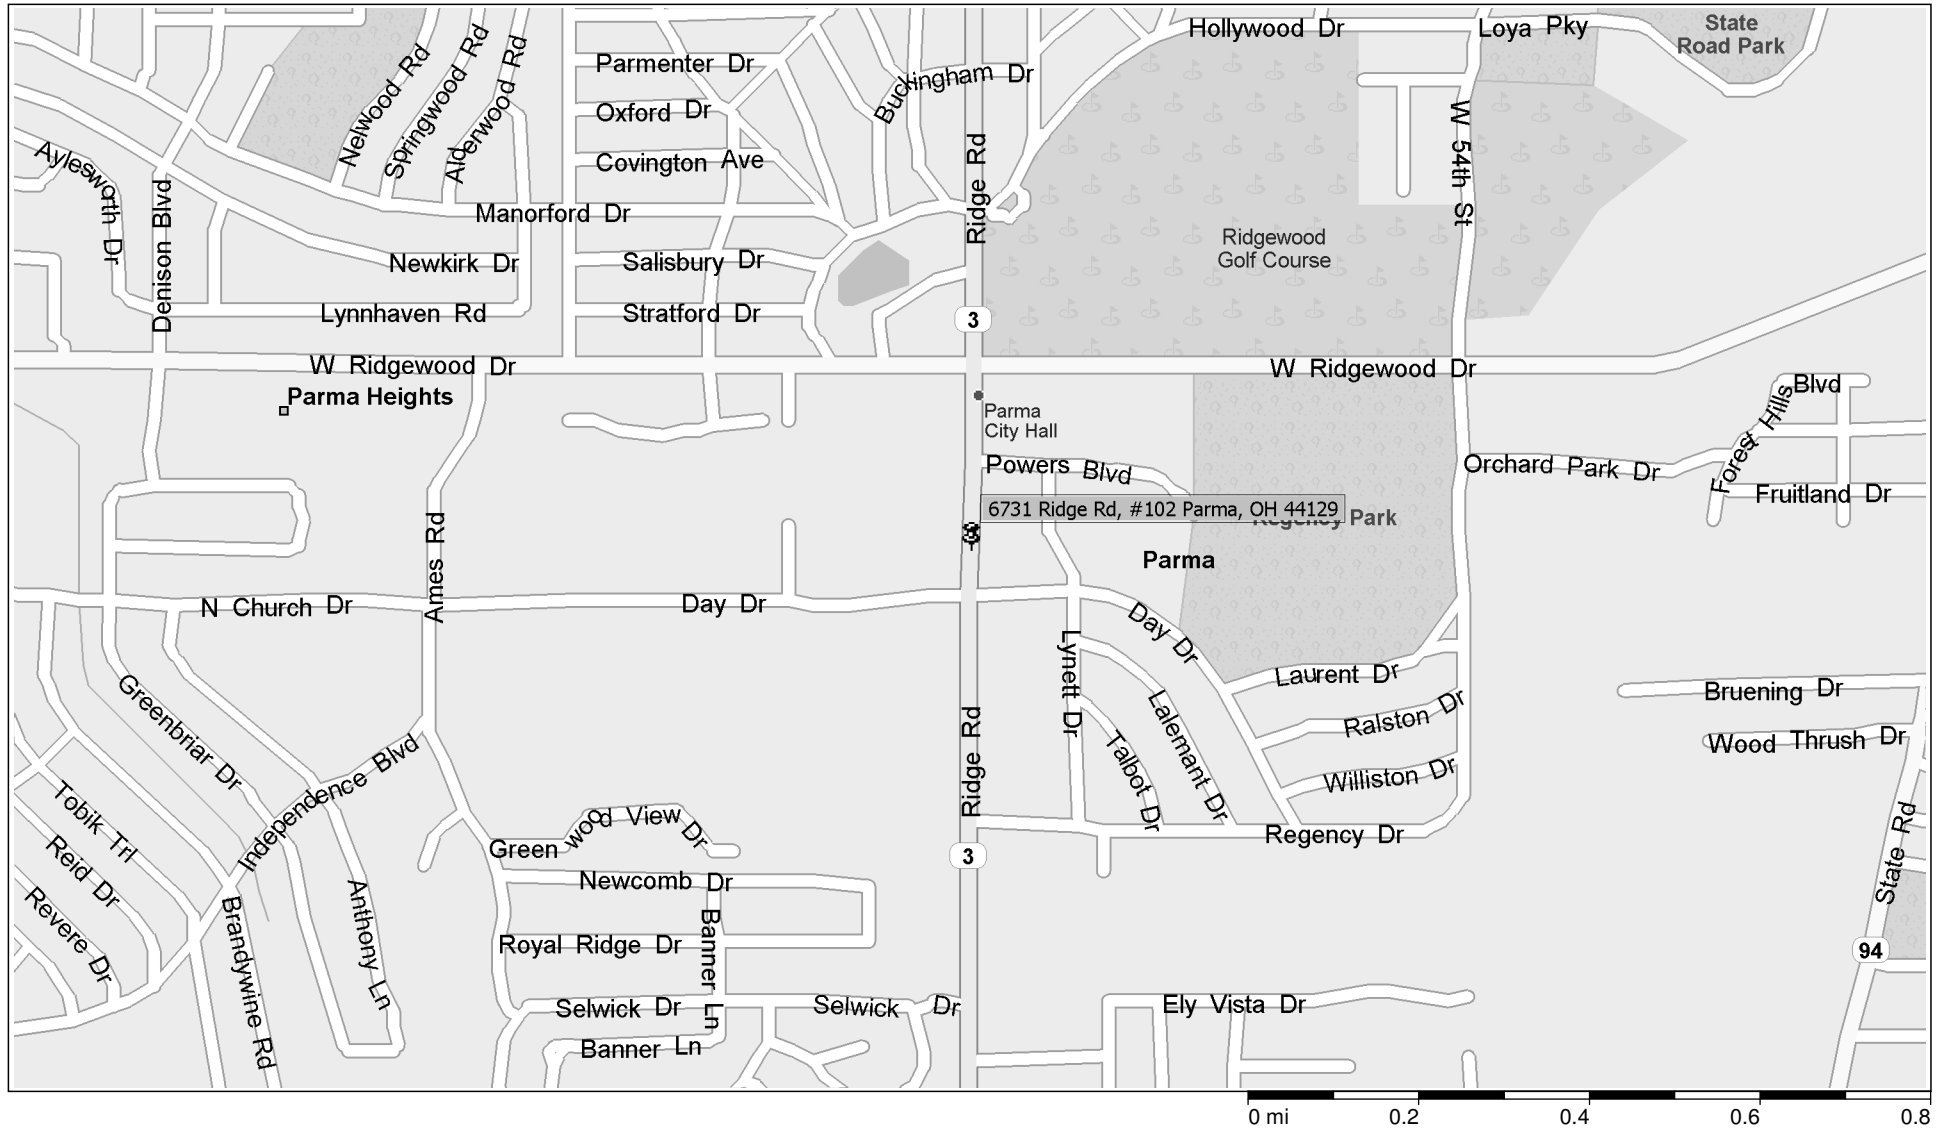 Hollywood Dr
Loya Pky
State
Road Park
Nelwood Rd
Springwood Rd
Alderwood Rd
Parmenter Dr
Buckingham Dr
Oxford Dr
Covington Ave
W 54th St
Aylesworth Dr
Denison Blvd
Manorford Dr
Ridge Rd
Ridgewood
Golf Course
Newkirk Dr
Salisbury Dr
Lynnhaven Rd
Stratford Dr
3
W Ridgewood Dr
W Ridgewood Dr
Parma Heights
Parma
City Hall
Forest Hills Blvd
Powers Blvd
Orchard Park Dr
Fruitland Dr
6731 Ridge Rd, #102 Parma, OH 44129
Regency Park
Parma
Ames Rd
N Church Dr
Day Dr
Day Dr
Lynett Dr
Laurent Dr
Bruening Dr
Greenbriar Dr
Lalemant Dr
Ralston Dr
Wood Thrush Dr
Talbot Dr
Williston Dr
Independence Blvd
Ridge Rd
Tobik Trl
Greenwood View Dr
Regency Dr
State Rd
Reid Dr
3
Newcomb Dr
Revere Dr
Brandywine Rd
Anthony Ln
Royal Ridge Dr
Banner Ln
94
Selwick Dr
Selwick Dr
Ely Vista Dr
Banner Ln
0 mi 0.2 0.4 0.6 0.8